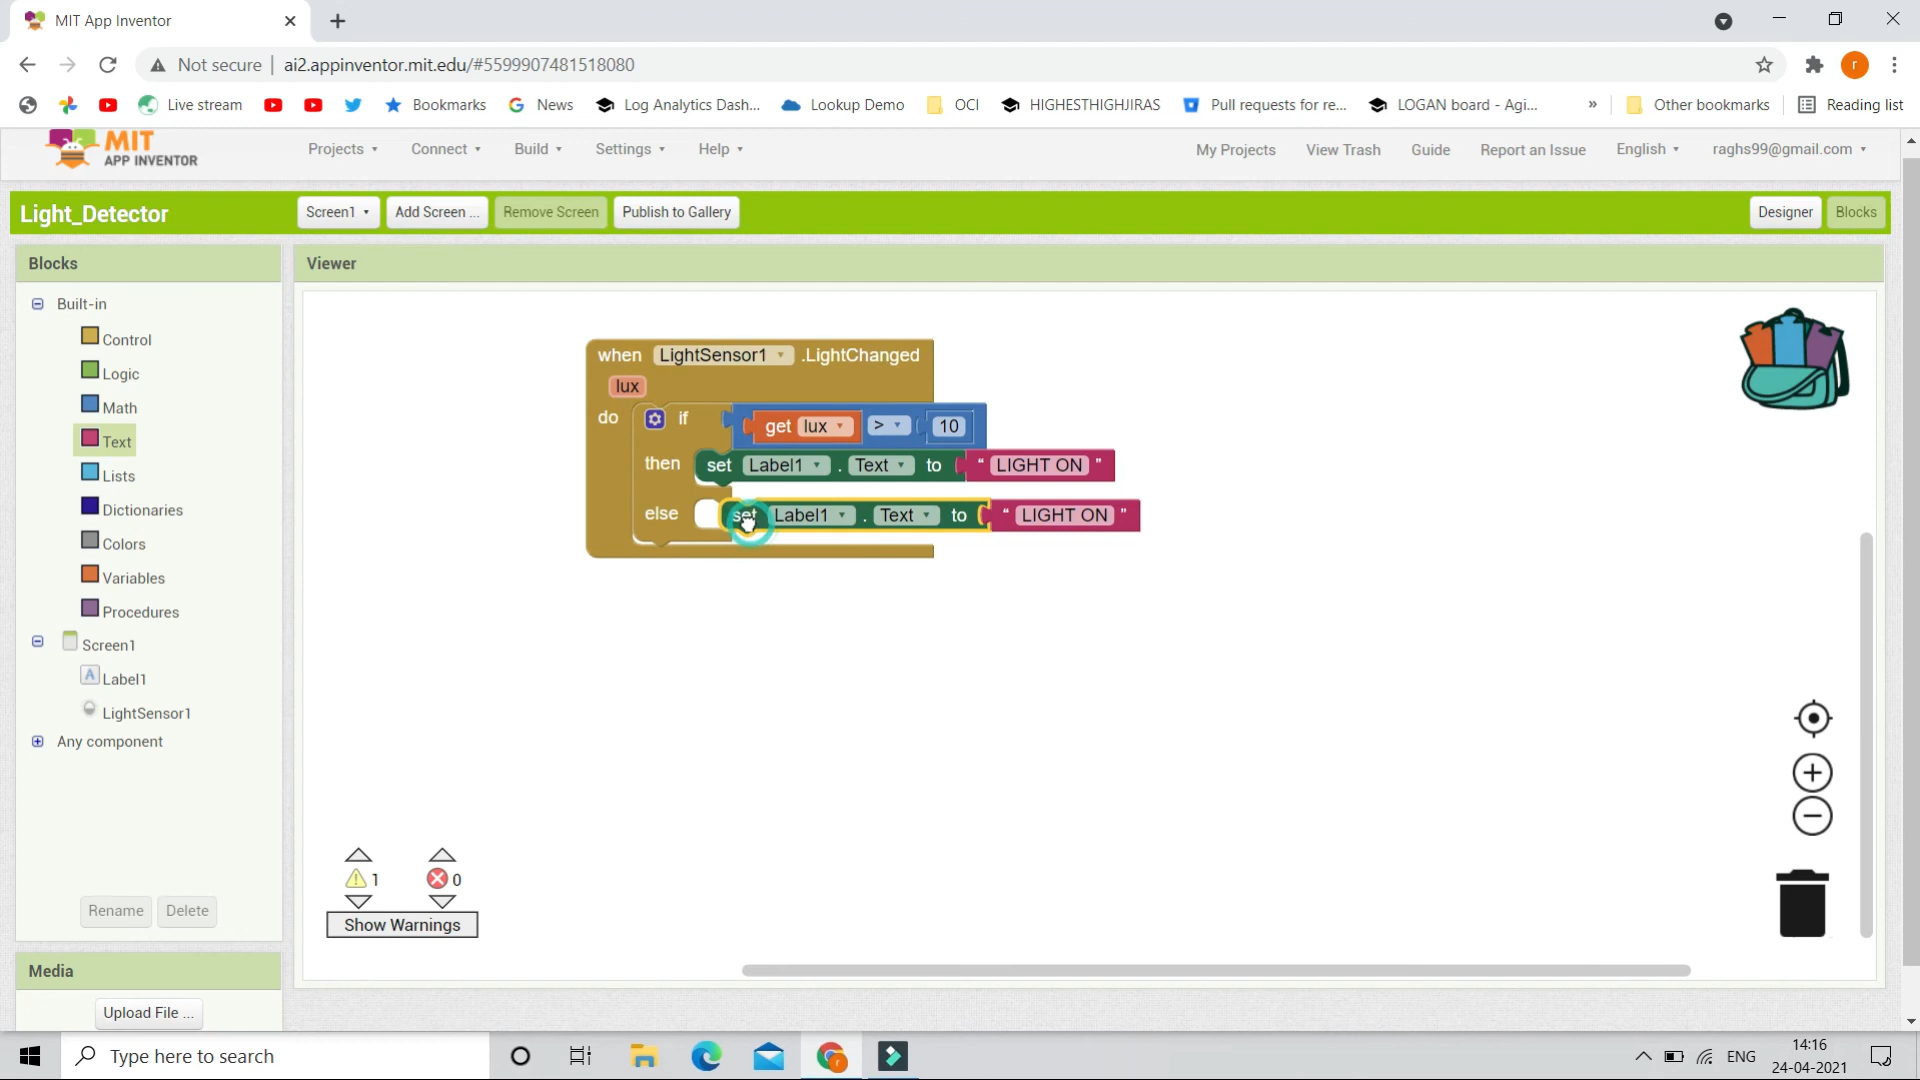 MIT App Inventor
Not secure
ai2.appinventor.mit.edu/#5599907481518080
r
Live stream
Bookmarks
News
Log Analytics Dash...
Lookup Demo
OCI
HIGHESTHIGHJIRAS
Pull requests for re...
LOGAN board - Agi...
»
Other bookmarks
Reading list
MIT
APP INVENTOR
Projects
Connect
Build
Settings
Help
My Projects
View Trash
Guide
Report an Issue
English
raghs99@gmail.com
Light_Detector
Screen1
Add Screen ...
Remove Screen
Publish to Gallery
Designer
Blocks
Blocks
Viewer
Built-in
Control
Logic
Math
Text
Lists
Dictionaries
Colors
Variables
Procedures
Screen1
A Label1
LightSensor1
Any component
Rename
Delete
Media
Upload File ...
when LightSensor1 .LightChanged
lux
do if get lux > 10
then set Label1 . Text to “ LIGHT ON ”
else set Label1 . Text to “ LIGHT ON ”
1
0
Show Warnings
Type here to search
r
ENG
14:16
24-04-2021